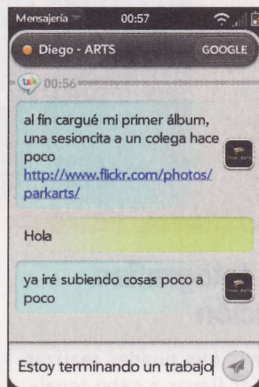 Mensajería 00:57
Diego - ARTS GOOGLE
talk 00:56
al fin cargué mi primer álbum,
una sesioncita a un colega hace
poco
http://www.flickr.com/photos/
parkarts/
Hola
ya iré subiendo cosas poco a
poco
Estoy terminando un trabajo